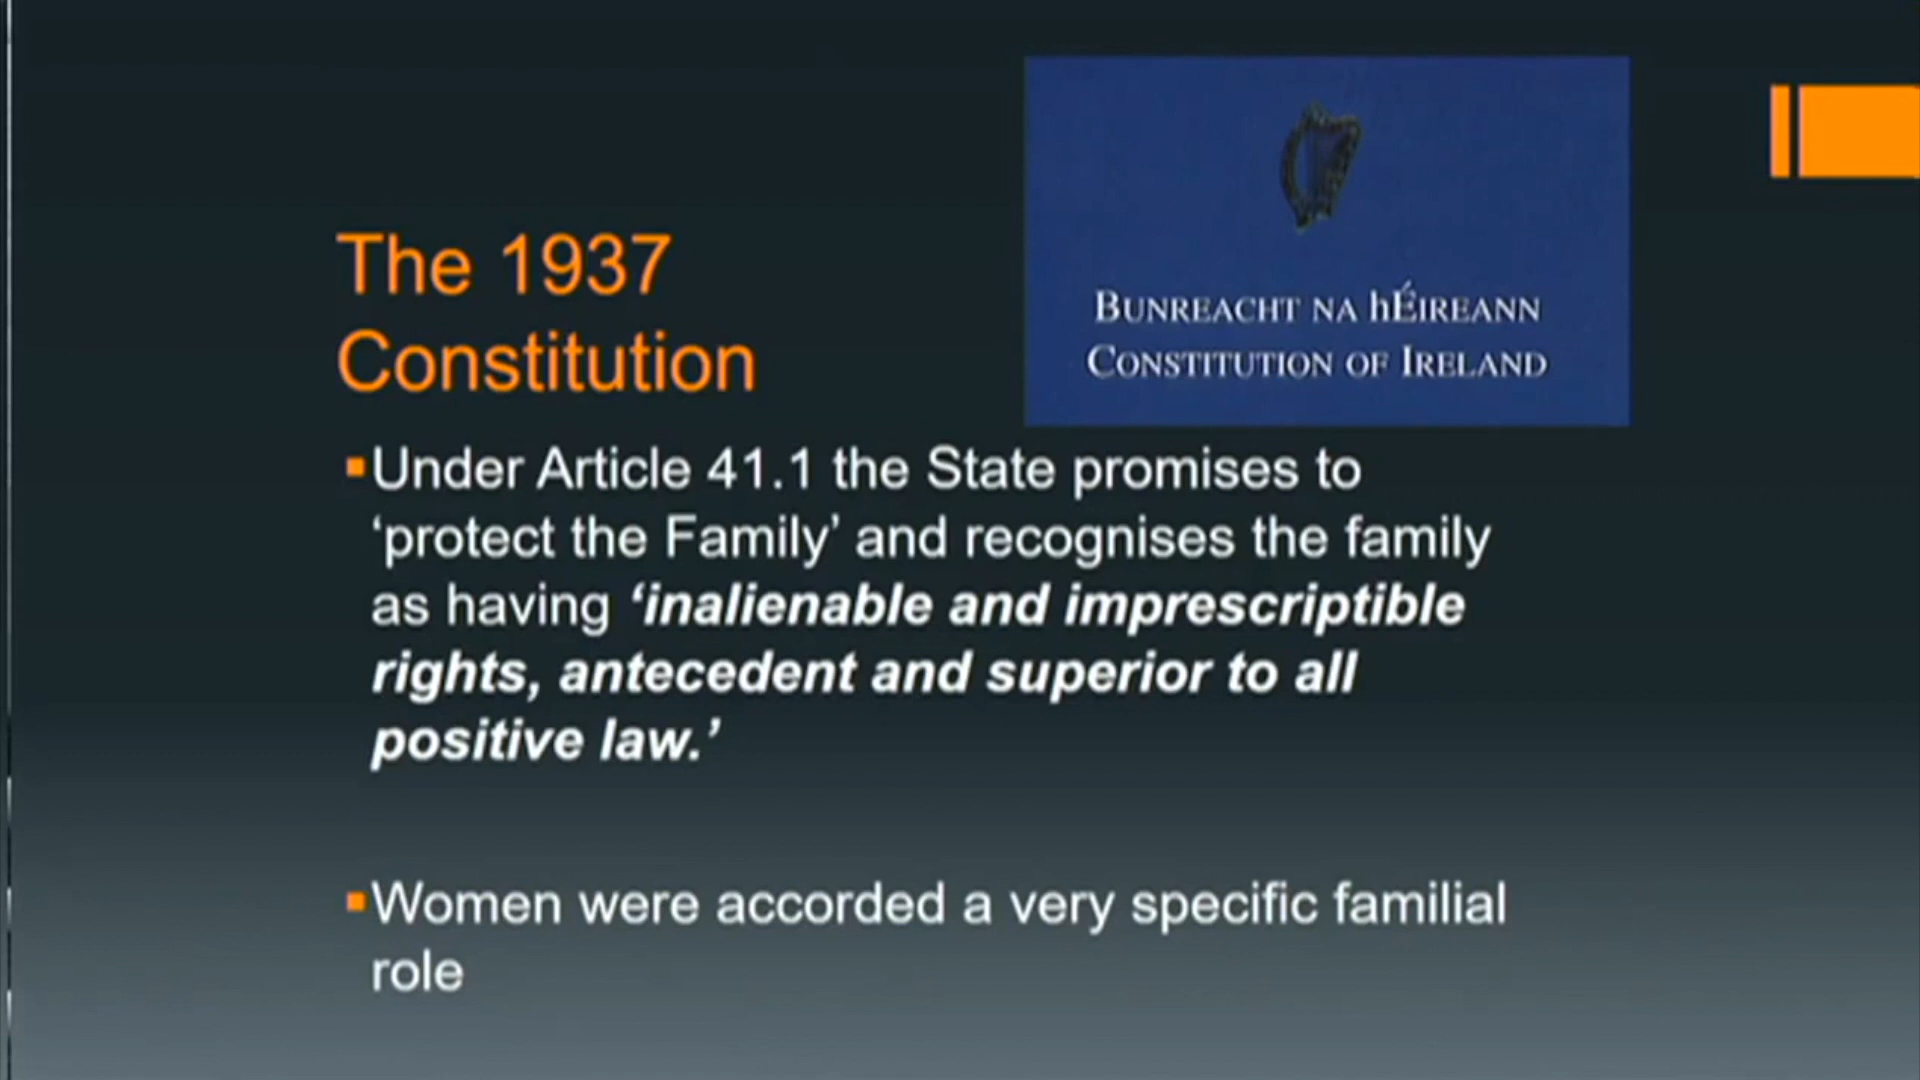 BUNREACHT NA hÉIREANN
CONSTITUTION OF IRELAND
The 1937
Constitution
Under Article 41.1 the State promises to
‘protect the Family’ and recognises the family
as having ‘inalienable and imprescriptible
rights, antecedent and superior to all
positive law.’
Women were accorded a very specific familial
role